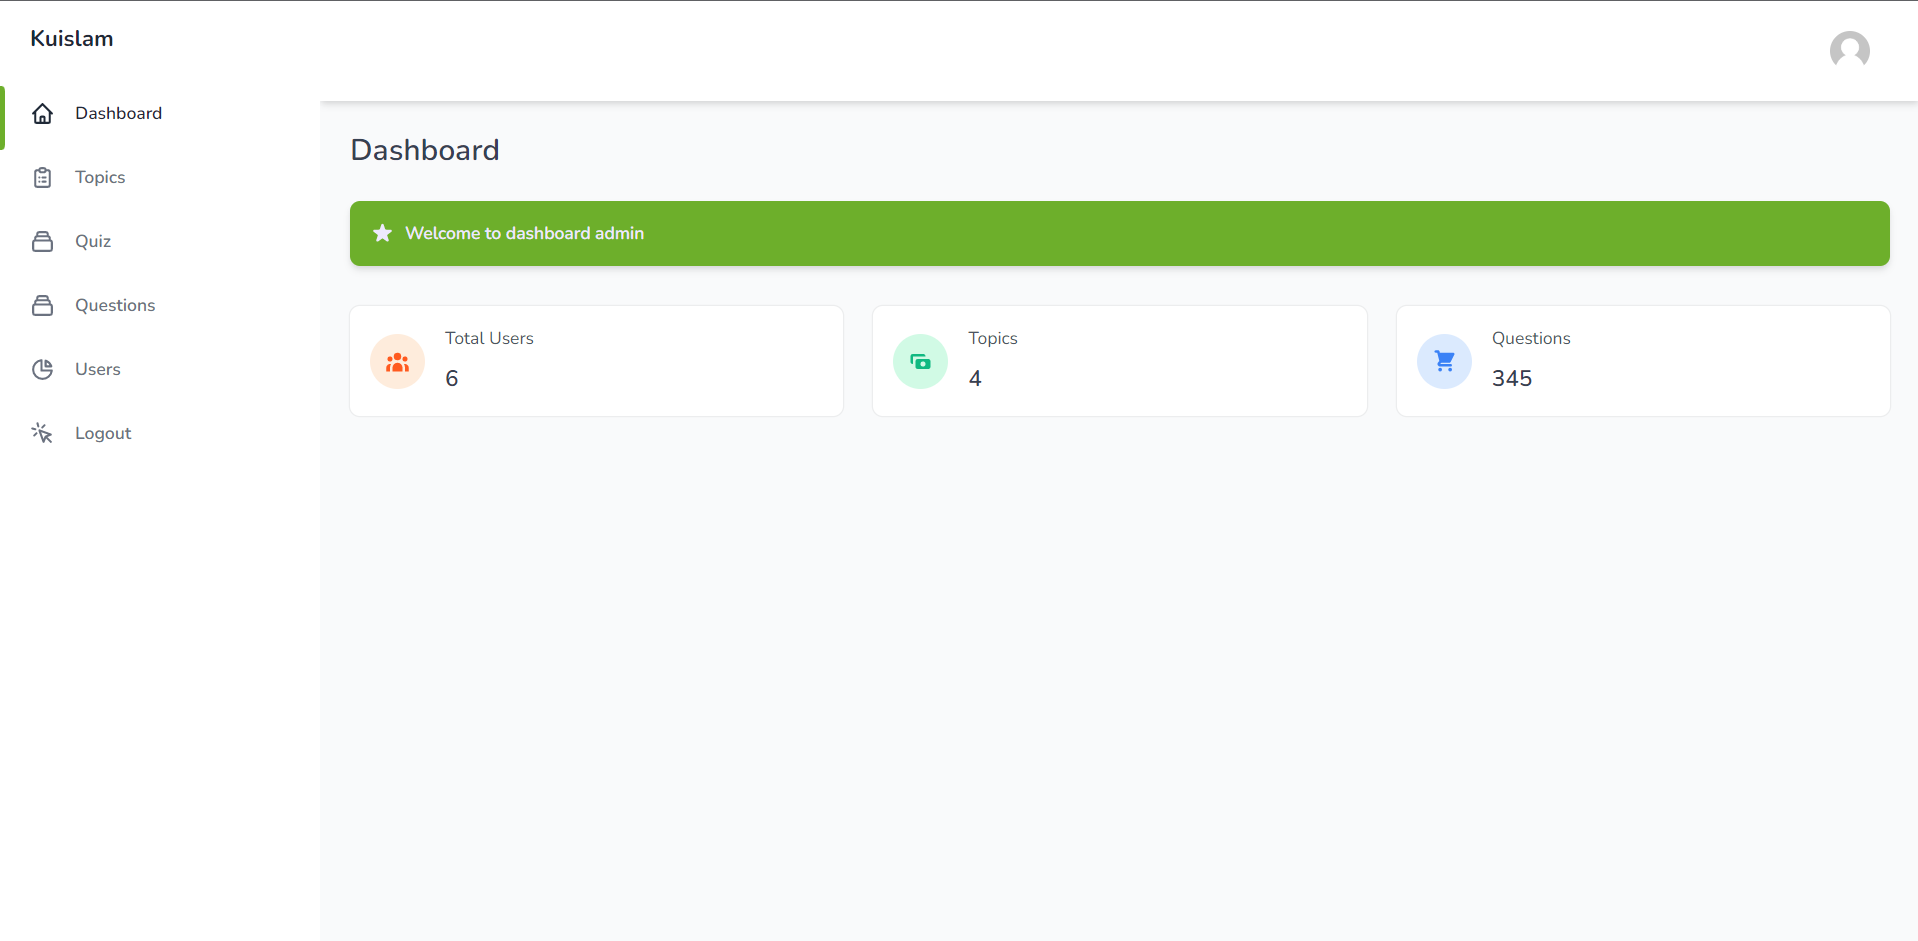 Kuislam
Dashboard
Topics
Quiz
Questions
Users
Logout
Dashboard
Welcome to dashboard admin
Total Users
6
Topics
4
Questions
345